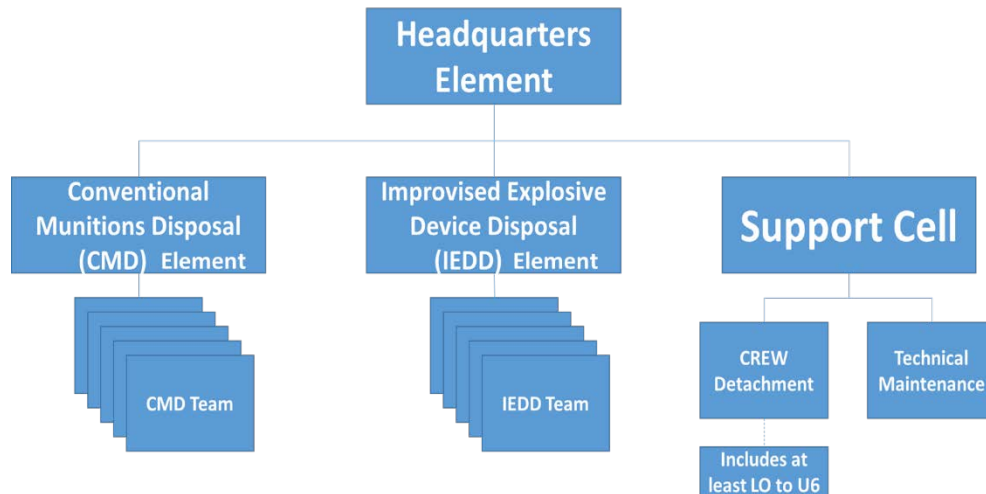 Headquarters
Element
Conventional
Munitions Disposal
(CMD) Element
Improvised Explosive
Device Disposal
(IEDD) Element
Support Cell
CMD Team
IEDD Team
CREW
Detachment
Technical
Maintenance
Includes at
least LO to U6